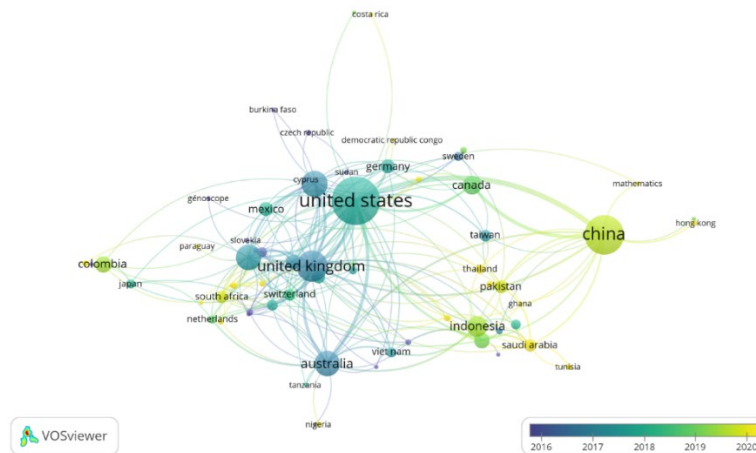 costa rica
burkina faso
czech republic
democratic republic congo
sweden
sudan
germany
cyprus
canada
mathematics
génoscope
united states
mexico
hong kong
taiwan
china
slovakia
paraguay
colombia
united kingdom
thailand
japan
switzerland
pakistan
south africa
ghana
netherlands
indonesia
saudi arabia
viet nam
australia
tunisia
tanzania
nigeria
VOSviewer
2016 2017 2018 2019 2020